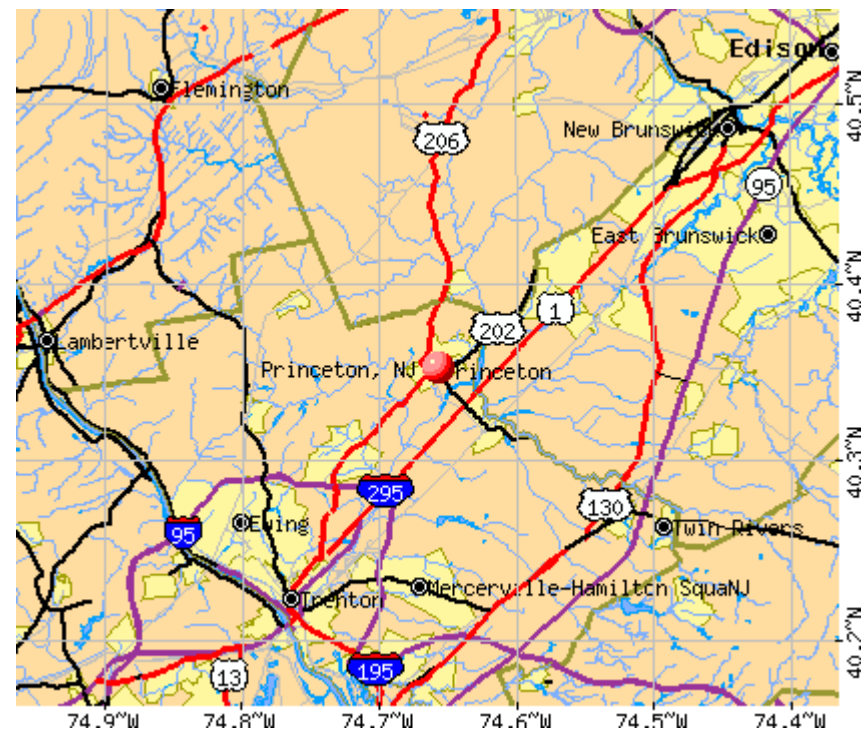 Edison
Flemington
40.5~N
New Brunswick
206
95
East Brunswick
40.4~N
1
202
Lambertville
Princeton, NJ
Princeton
40.3~N
295
130
95
Ewing
Twin Rivers
Mercerville-Hamilton SquaNJ
Trenton
40.2~N
195
13
74.9~W 74.8~W 74.7~W 74.6~W 74.5~W 74.4~W